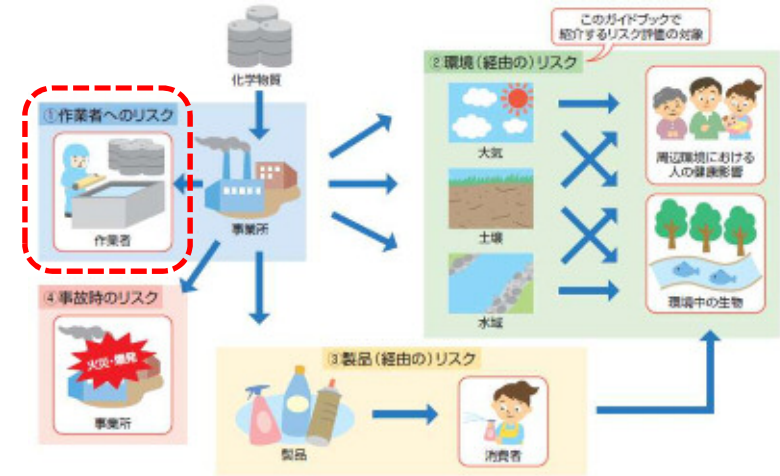 このガイドブックで
紹介するリスク評価の対象
化学物質
②環境(経由の)リスク
①作業者へのリスク
大気
周辺環境における
人の健康影響
作業者
事業所
土壌
④事故時のリスク
水域
環境中の生物
火災・爆発
事業所
③製品(経由の)リスク
製品
消費者